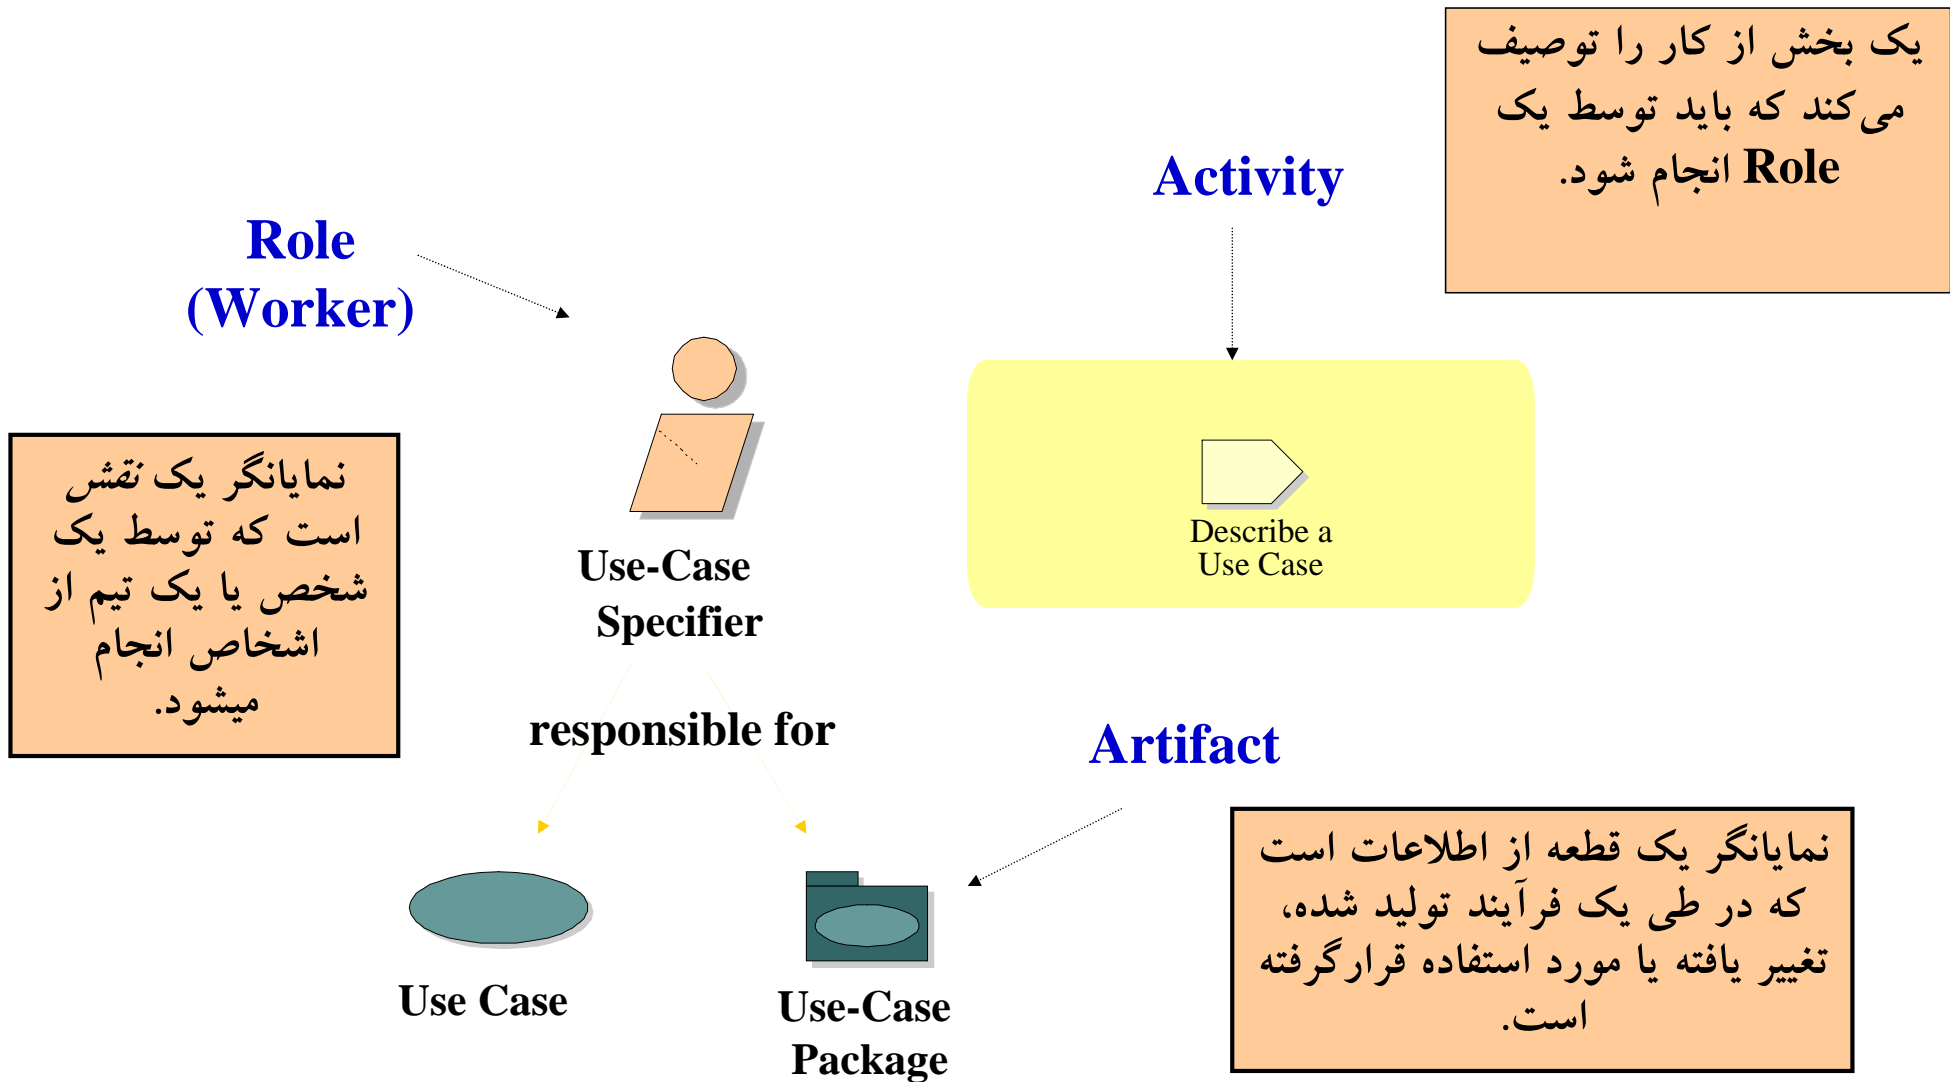 یک بخش از کار را توصیف
می‌کند که باید توسط یک
Role انجام شود.
Activity
Role
(Worker)
نمایانگر یک نقش
است که توسط یک
شخص یا یک تیم از
اشخاص انجام
میشود.
Describe a
Use Case
Use-Case
Specifier
responsible for
Artifact
نمایانگر یک قطعه از اطلاعات است
که در طی یک فرآیند تولید شده،
تغییر یافته یا مورد استفاده قرارگرفته
است.
Use Case
Use-Case
Package